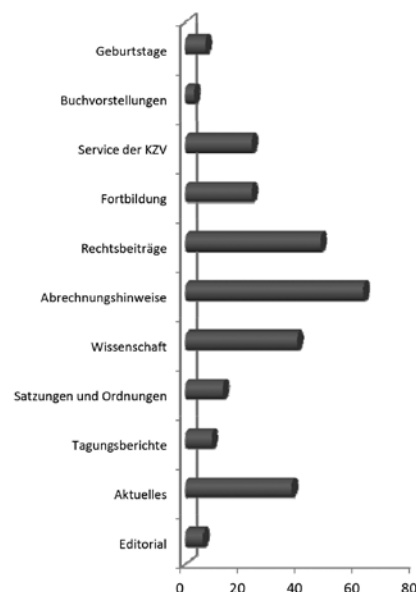 Geburtstage
Buchvorstellungen
Service der KZV
Fortbildung
Rechtsbeiträge
Abrechnungshinweise
Wissenschaft
Satzungen und Ordnungen
Tagungsberichte
Aktuelles
Editorial
0 20 40 60 80